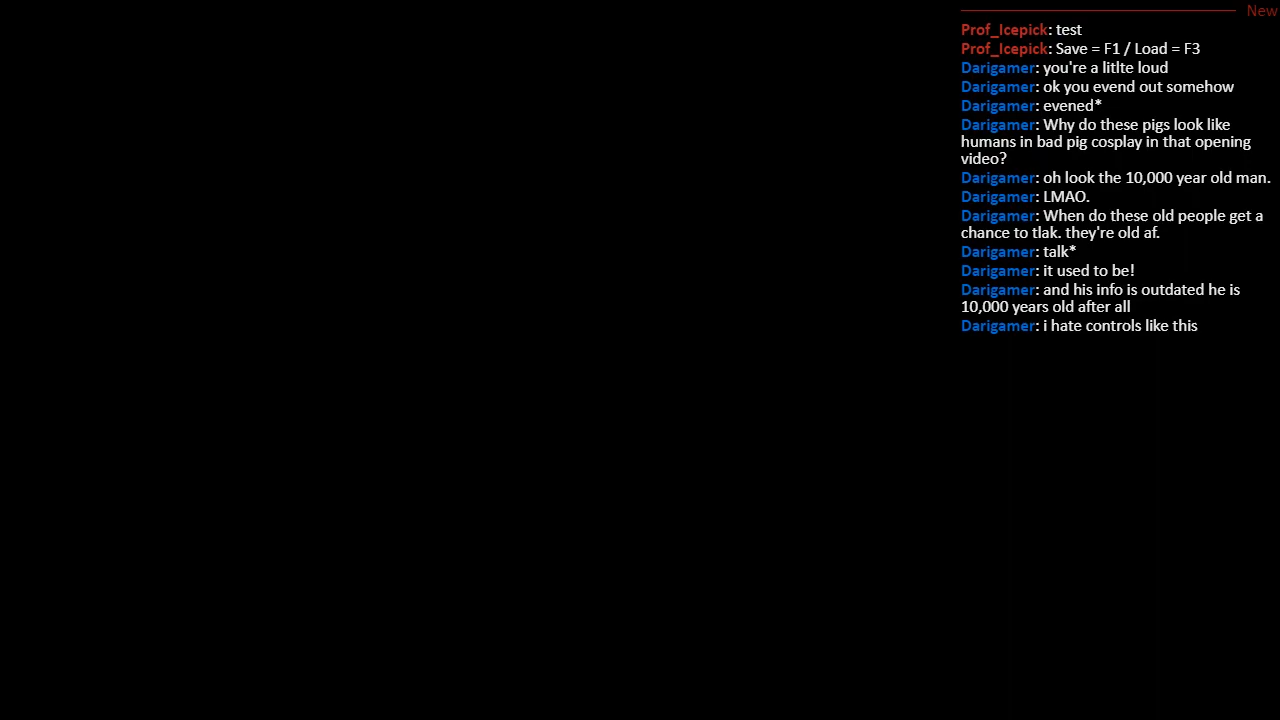 New
Prof_Icepick: test
Prof_Icepick: Save = F1 / Load = F3
Darigamer: you're a litlte loud
Darigamer: ok you evend out somehow
Darigamer: evened*
Darigamer: Why do these pigs look like
humans in bad pig cosplay in that opening
video?
Darigamer: oh look the 10,000 year old man.
Darigamer: LMAO.
Darigamer: When do these old people get a
chance to tlak. they're old af.
Darigamer: talk*
Darigamer: it used to be!
Darigamer: and his info is outdated he is
10,000 years old after all
Darigamer: i hate controls like this